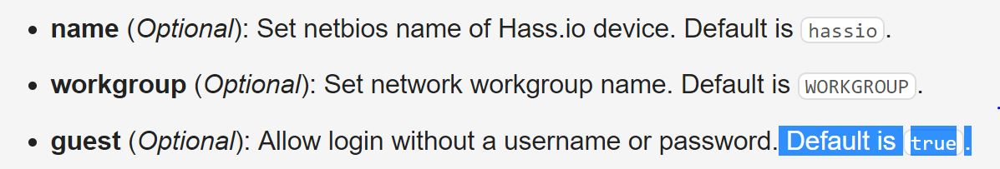 • name (Optional): Set netbios name of Hass.io device. Default is hassio.
• workgroup (Optional): Set network workgroup name. Default is WORKGROUP.
• guest (Optional): Allow login without a username or password. Default is true.